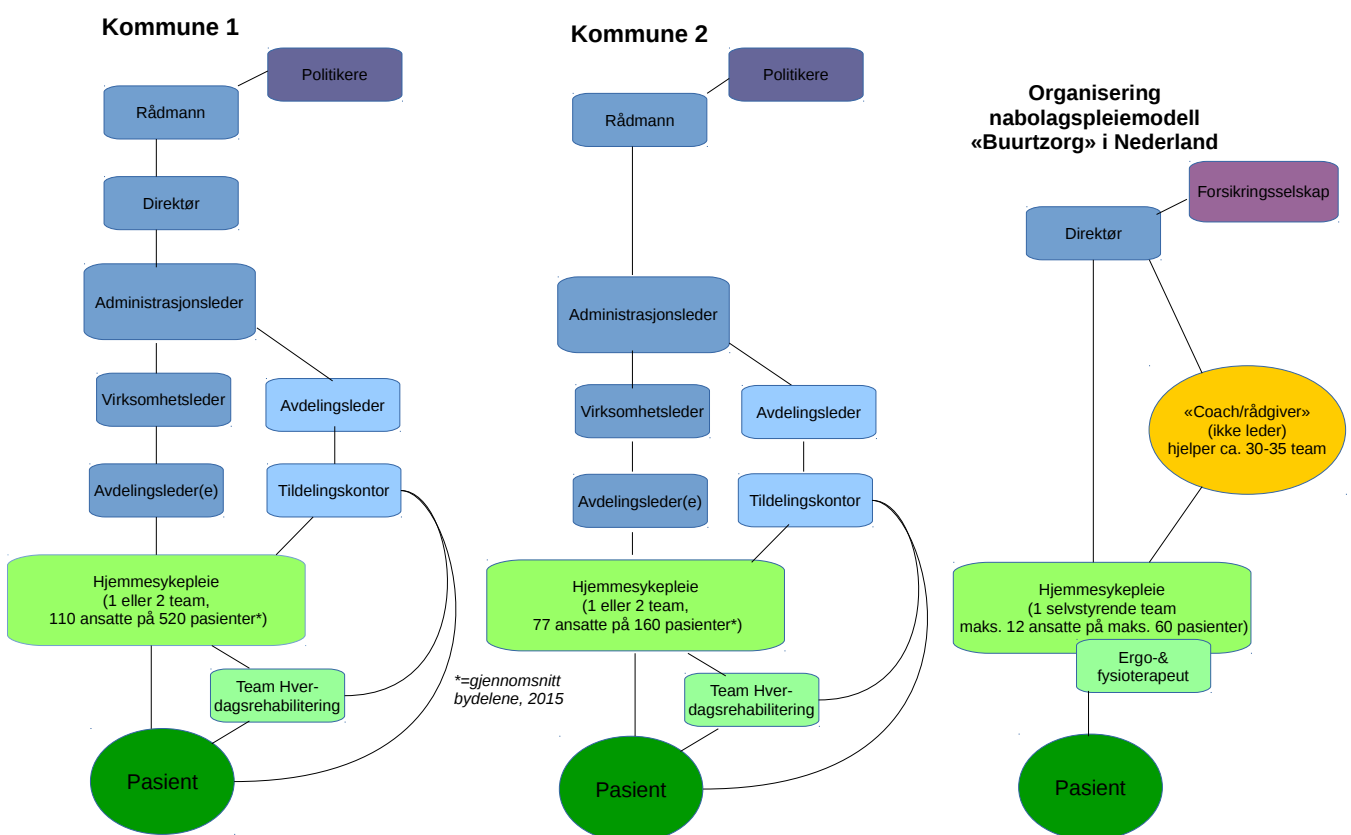 Kommune 1
Politikere
Rådmann
Direktør
Administrasjonsleder
Virksomhetsleder
Avdelingsleder
Avdelingsleder(e)
Tildelingskontor
Hjemmesykepleie
(1 eller 2 team,
110 ansatte på 520 pasienter*)
Team Hver-
dagsrehabilitering
Pasient
*=gjennomsnitt
bydelene, 2015
Kommune 2
Politikere
Rådmann
Administrasjonsleder
Virksomhetsleder
Avdelingsleder
Avdelingsleder(e)
Tildelingskontor
Hjemmesykepleie
(1 eller 2 team,
77 ansatte på 160 pasienter*)
Team Hver-
dagsrehabilitering
Pasient
Organisering
nabolagspleiemodell
«Buurtzorg» i Nederland
Forsikringsselskap
Direktør
«Coach/rådgiver»
(ikke leder)
hjelper ca. 30-35 team
Hjemmesykepleie
(1 selvstyrende team
maks. 12 ansatte på maks. 60 pasienter)
Ergo-&
fysioterapeut
Pasient